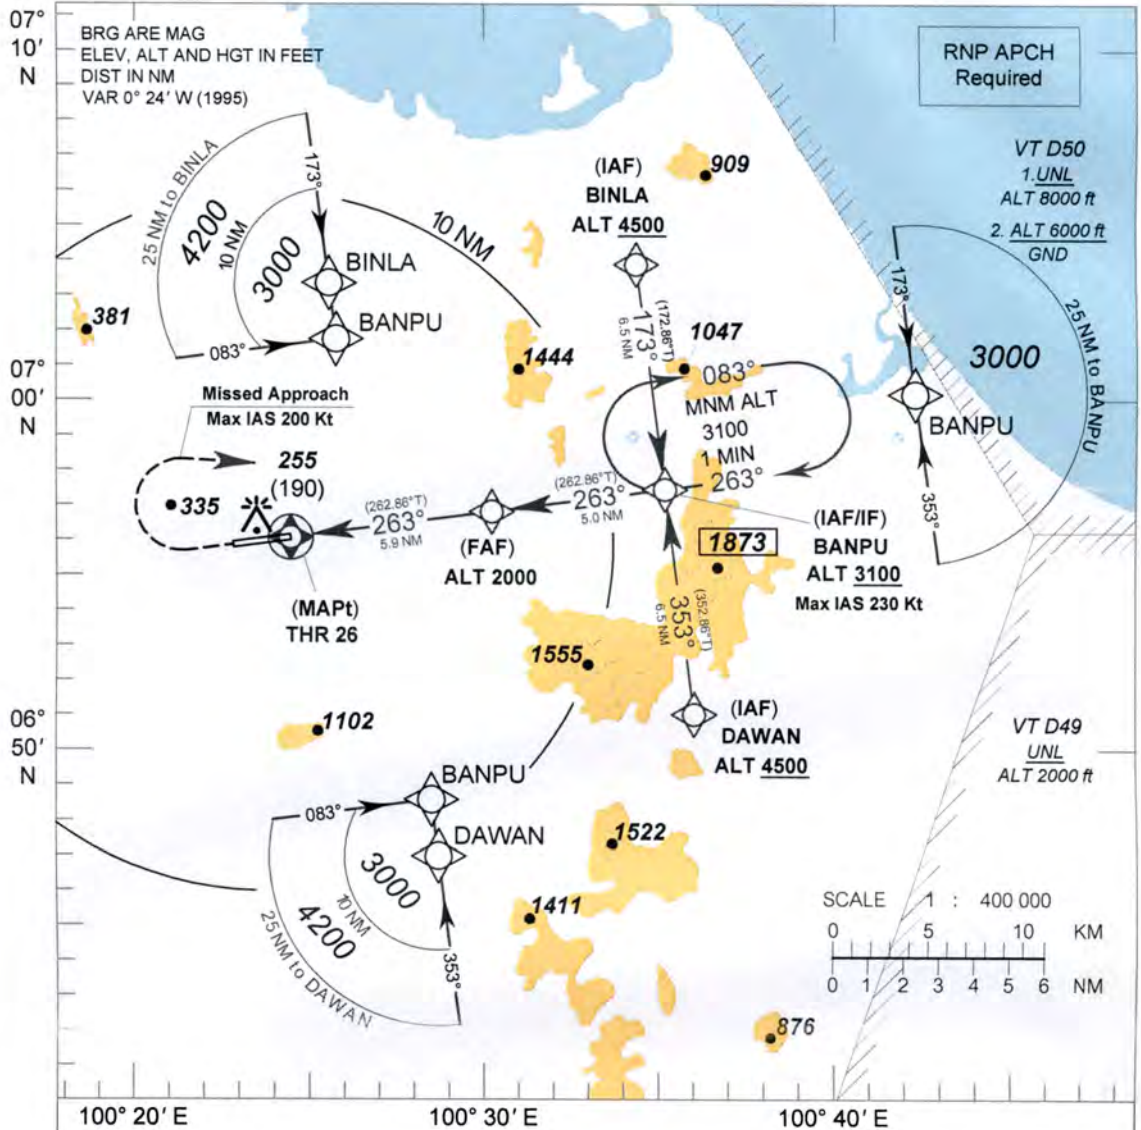 07°
10'
N
BRG ARE MAG
ELEV, ALT AND HGT IN FEET
DIST IN NM
VAR 0° 24' W (1995)
RNP APCH
Required
VT D50
1.UNL
ALT 8000 ft
2. ALT 6000 ft
GND
25 NM to BINLA
4200
10 NM
3000
173°
083°
BINLA
BANPU
10 NM
(IAF)
BINLA
ALT 4500
909
381
1444
173°
(172.86°T)
6.5 NM
1047
083°
MNM ALT
3100
1 MIN
263°
173°
3000
25 NM to BANPU
BANPU
353°
07°
00'
N
Missed Approach
Max IAS 200 Kt
255
(190)
335
(262.86°T)
263°
5.9 NM
(262.86°T)
263°
5.0 NM
(FAF)
ALT 2000
(MAPt)
THR 26
(IAF/IF)
BANPU
ALT 3100
Max IAS 230 Kt
1873
353°
(352.86°T)
6.5 NM
1555
1102
(IAF)
DAWAN
ALT 4500
06°
50'
N
VT D49
UNL
ALT 2000 ft
BANPU
083°
DAWAN
3000
10 NM
4200
25 NM to DAWAN
353°
1522
1411
876
SCALE 1 : 400 000
0 5 10 KM
0 1 2 3 4 5 6 NM
100° 20' E 100° 30' E 100° 40' E